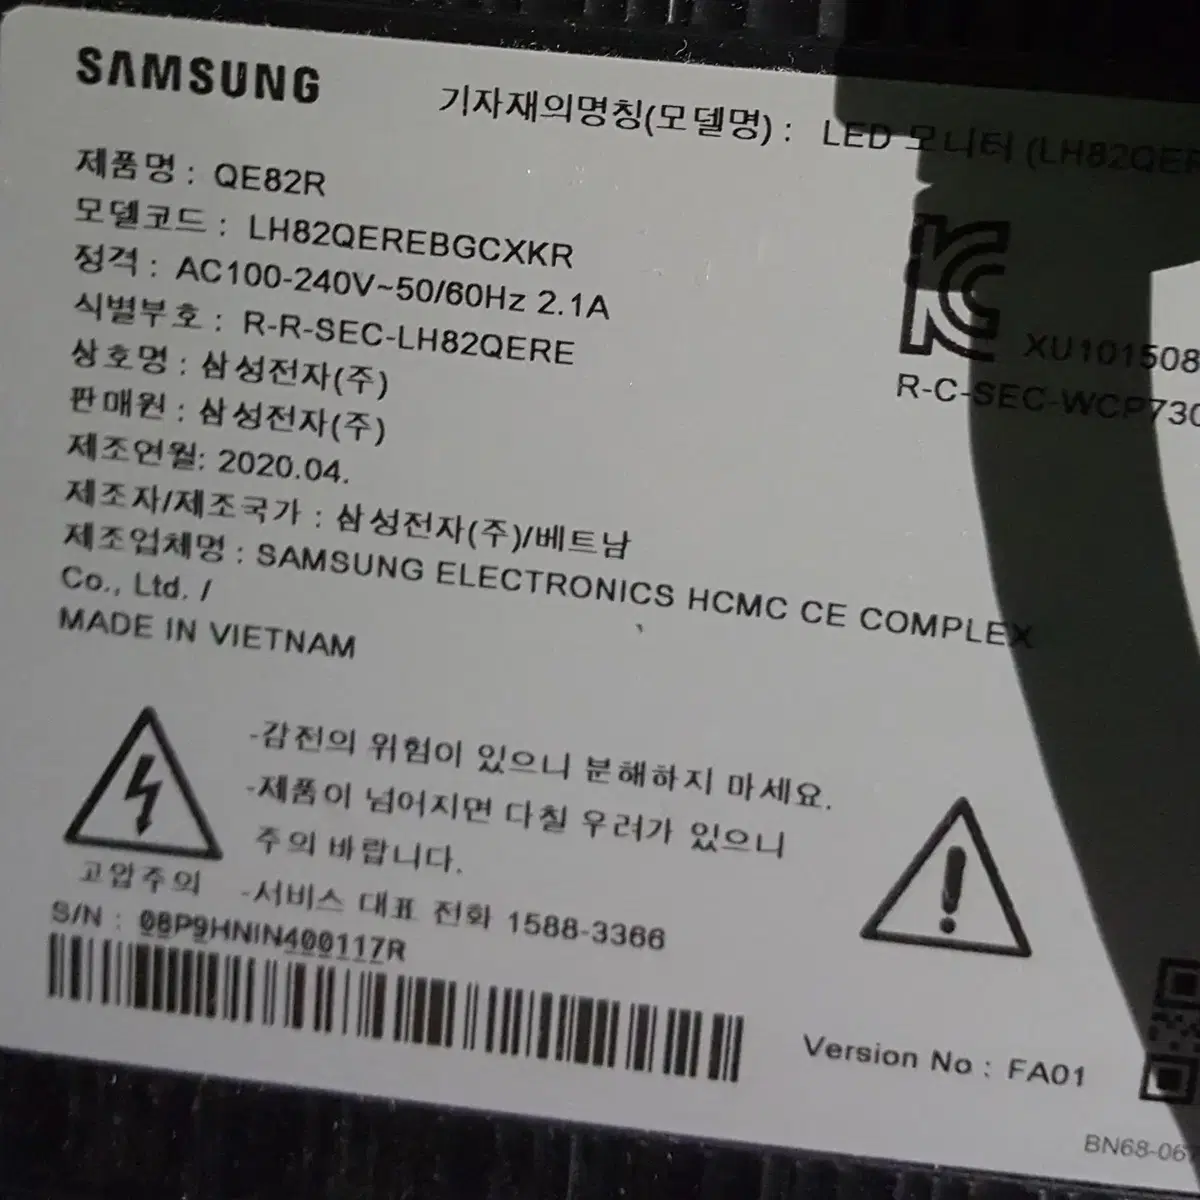 SAMSUNG
기자재의명칭(모델명) : LED 모니터 (LH82QER
제품명 : QE82R
모델코드 : LH82QEREBGCXKR
정격 : AC100-240V~50/60Hz 2.1A
식별부호 : R-R-SEC-LH82QERE
상호명 : 삼성전자(주)
판매원 : 삼성전자(주)
제조연월: 2020.04.
제조자/제조국가 : 삼성전자(주)/베트남
제조업체명 : SAMSUNG ELECTRONICS HCMC CE COMPLEX
Co., Ltd. /
MADE IN VIETNAM
XU101508
R-C-SEC-WCP730
-감전의 위험이 있으니 분해하지 마세요.
-제품이 넘어지면 다칠 우려가 있으니
주의 바랍니다.
고압주의
-서비스 대표 전화 1588-3366
S/N : 08P9HNIN400117R
Version No : FA01
BN68-067